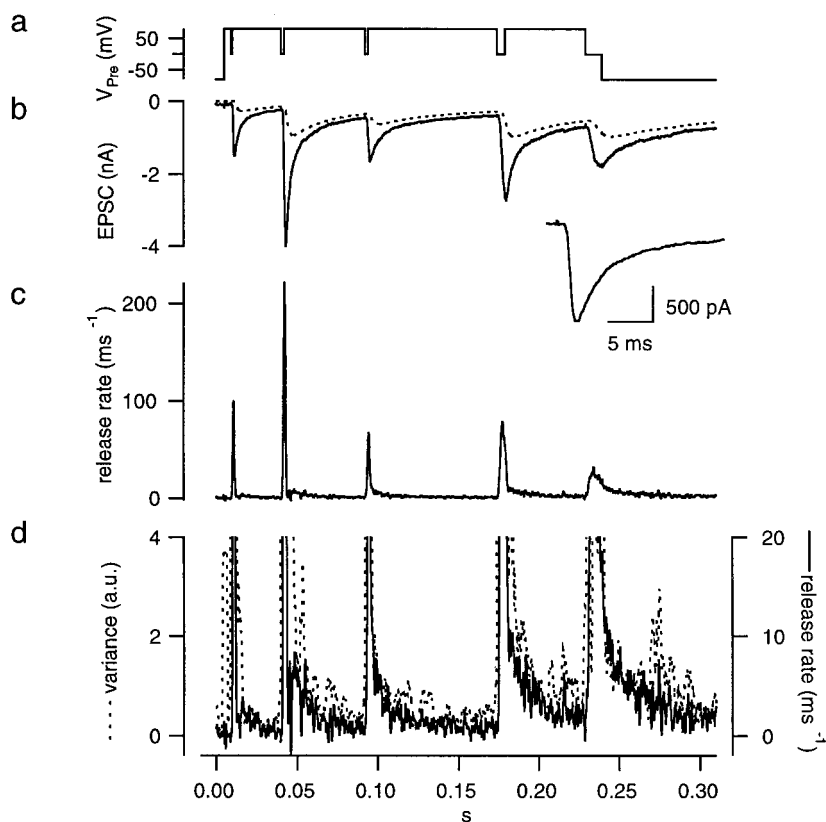 a
50
-50
V Pre (mV)
b
0
-2
-4
EPSC (nA)
500 pA
5 ms
c
200
100
0
release rate (ms -1)
d
4
2
0
variance (a.u.)
20
10
0
release rate (ms -1)
0.00 0.05 0.10 0.15 0.20 0.25 0.30
s